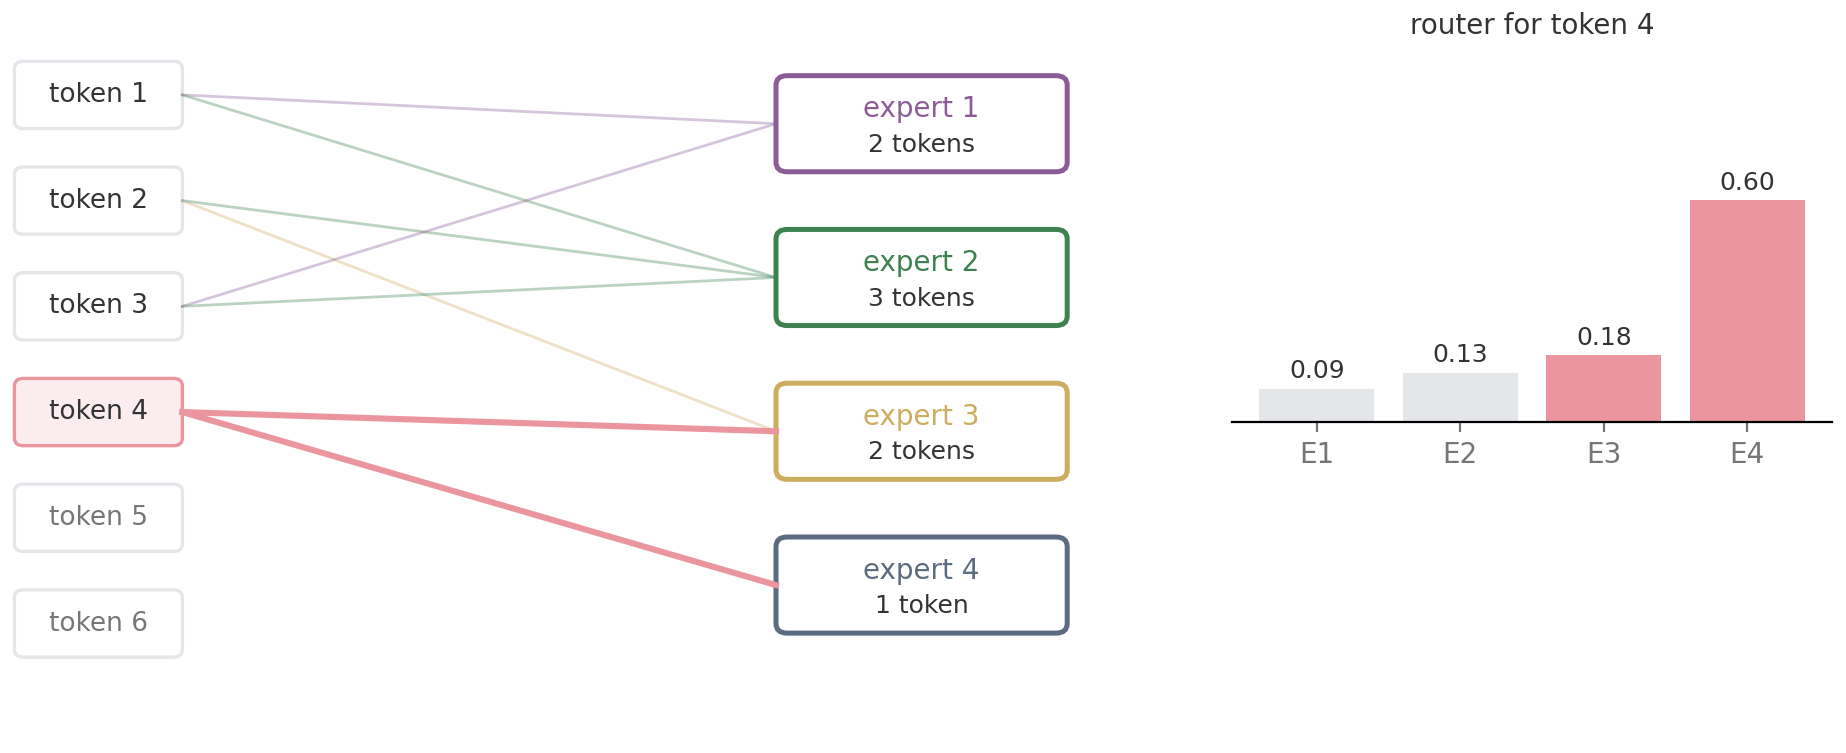 token 1
token 2
token 3
token 4
token 5
token 6
expert 1
2 tokens
expert 2
3 tokens
expert 3
2 tokens
expert 4
1 token
router for token 4
0.09
0.13
0.18
0.60
E1
E2
E3
E4